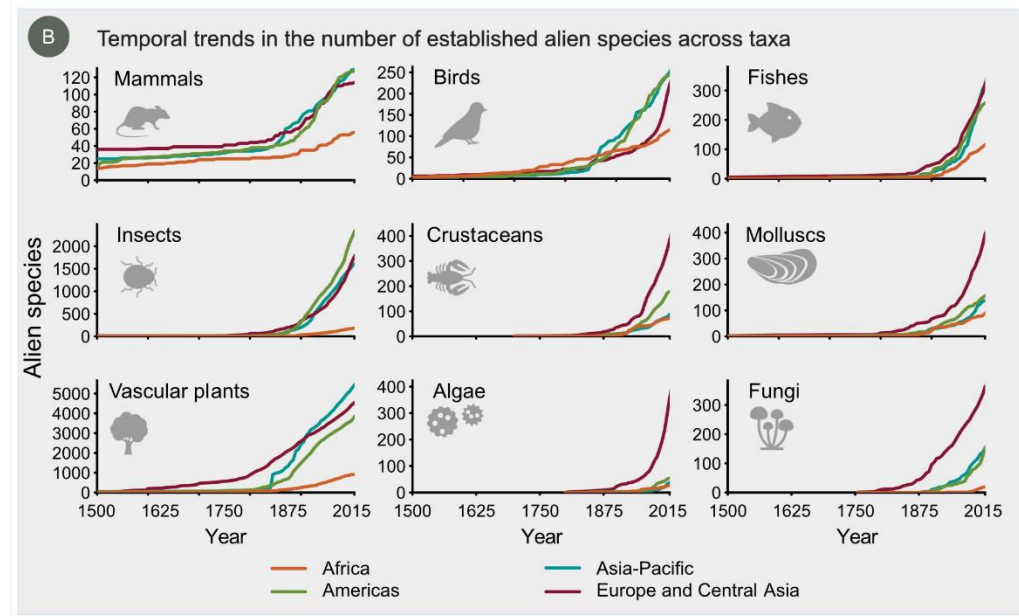 B Temporal trends in the number of established alien species across taxa
Mammals
120
100
80
60
40
20
0
Birds
250
200
150
100
50
0
Fishes
300
200
100
0
Alien species
Insects
2000
1500
1000
500
0
Crustaceans
400
300
200
100
0
Molluscs
400
300
200
100
0
Vascular plants
5000
4000
3000
2000
1000
0
Algae
400
300
200
100
0
Fungi
300
200
100
0
1500 1625 1750 1875 2015
1500 1625 1750 1875 2015
1500 1625 1750 1875 2015
Year
Year
Year
Africa
Americas
Asia-Pacific
Europe and Central Asia